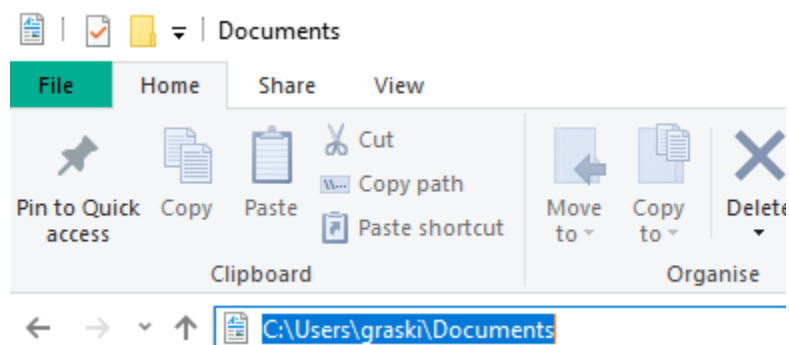 Documents
File Home Share View
Pin to Quick access
Copy
Paste
Cut
Copy path
Paste shortcut
Move to
Copy to
Delete
Clipboard Organise
C:\Users\graski\Documents